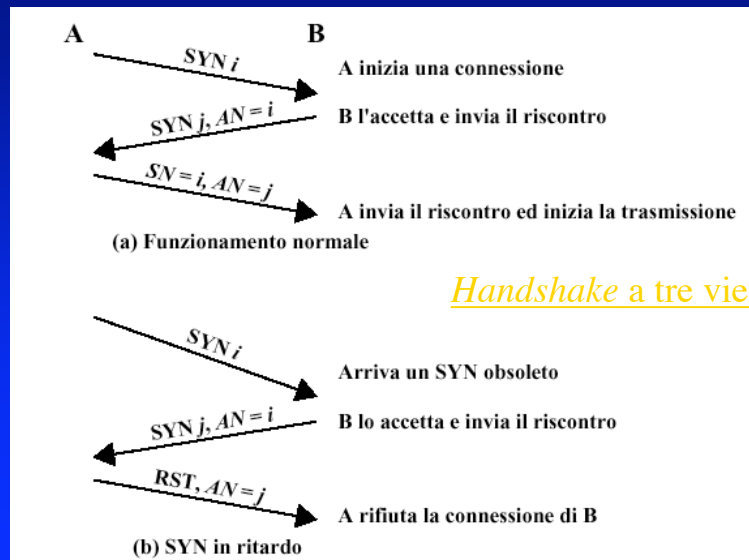 A B
SYN i
A inizia una connessione
SYN j, AN = i
B l'accetta e invia il riscontro
SN = i, AN = j
A invia il riscontro ed inizia la trasmissione
(a) Funzionamento normale
Handshake a tre vie
SYN i
Arriva un SYN obsoleto
SYN j, AN = i
B lo accetta e invia il riscontro
RST, AN = j
A rifiuta la connessione di B
(b) SYN in ritardo